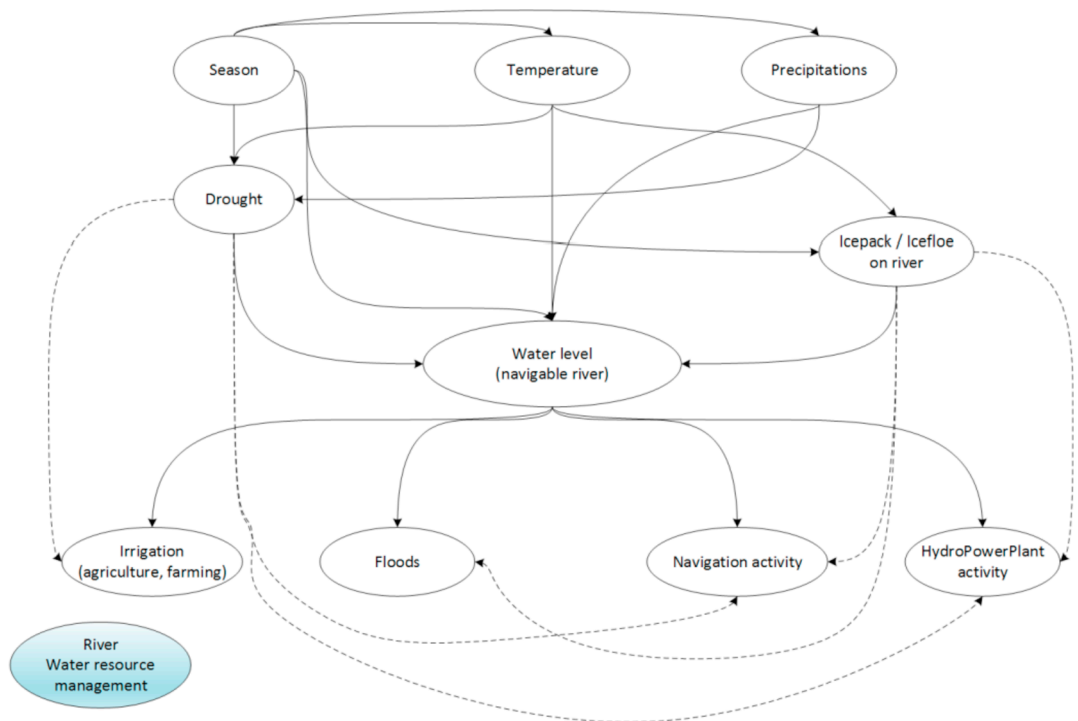 Season
Temperature
Precipitations
Drought
Icepack / Icefloe
on river
Water level
(navigable river)
Irrigation
(agriculture, farming)
Floods
Navigation activity
HydroPowerPlant
activity
River
Water resource
management